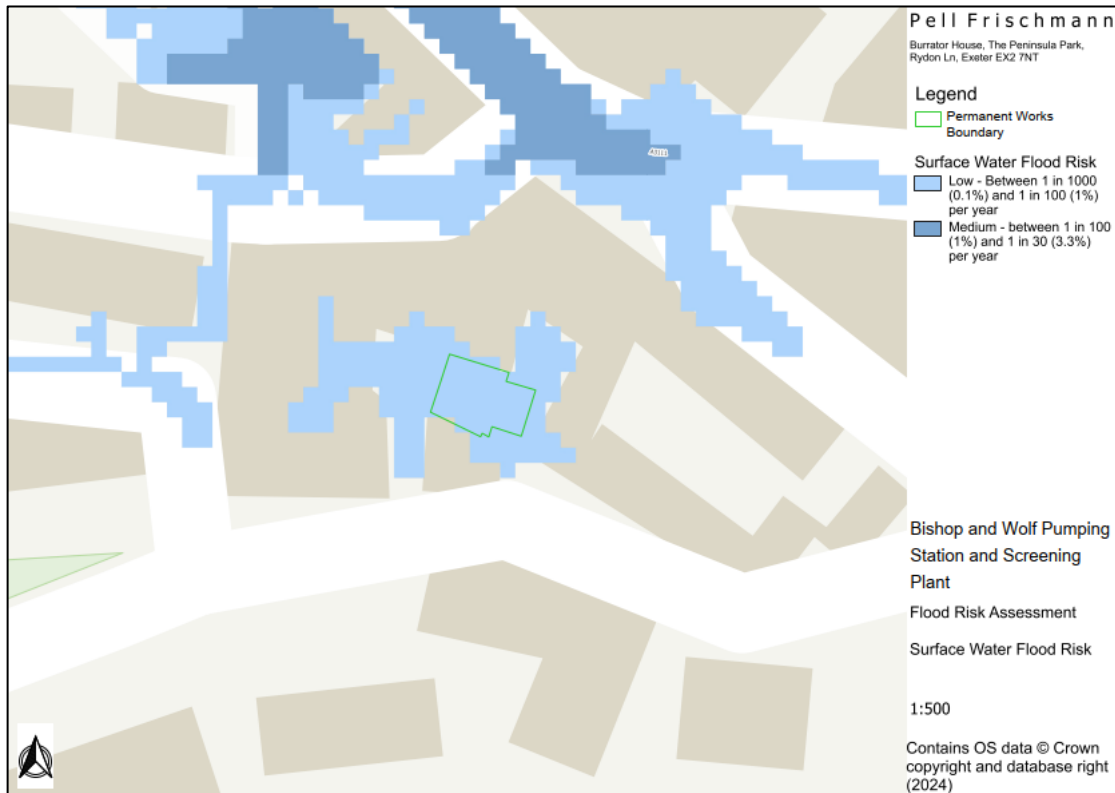 Pell Frischmann
Burrator House, The Peninsula Park,
Rydon Ln, Exeter EX2 7NT
Legend
Permanent Works
Boundary
Surface Water Flood Risk
Low - Between 1 in 1000
(0.1%) and 1 in 100 (1%)
per year
Medium - between 1 in 100
(1%) and 1 in 30 (3.3%)
per year
A3111
Bishop and Wolf Pumping
Station and Screening
Plant
Flood Risk Assessment
Surface Water Flood Risk
1:500
Contains OS data © Crown
copyright and database right
(2024)